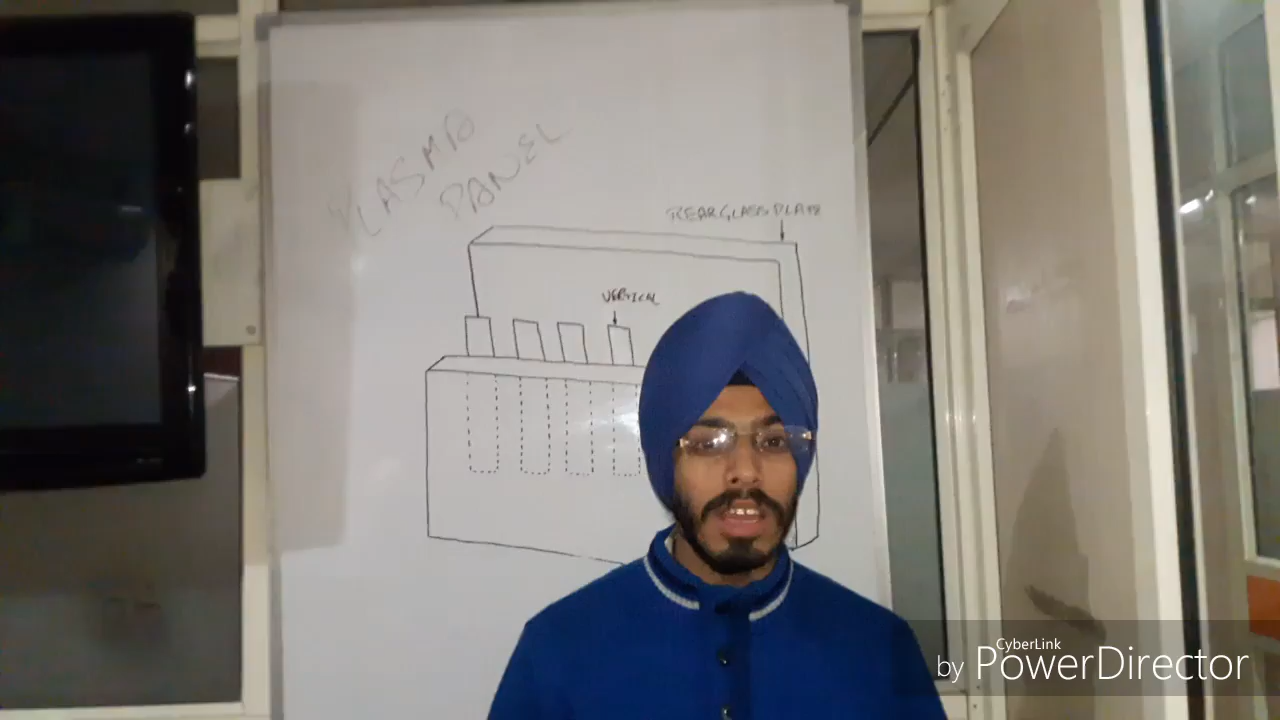 PLASMA
PANEL
REAR GLASS PLATE
VERTICAL
CyberLink
by PowerDirector